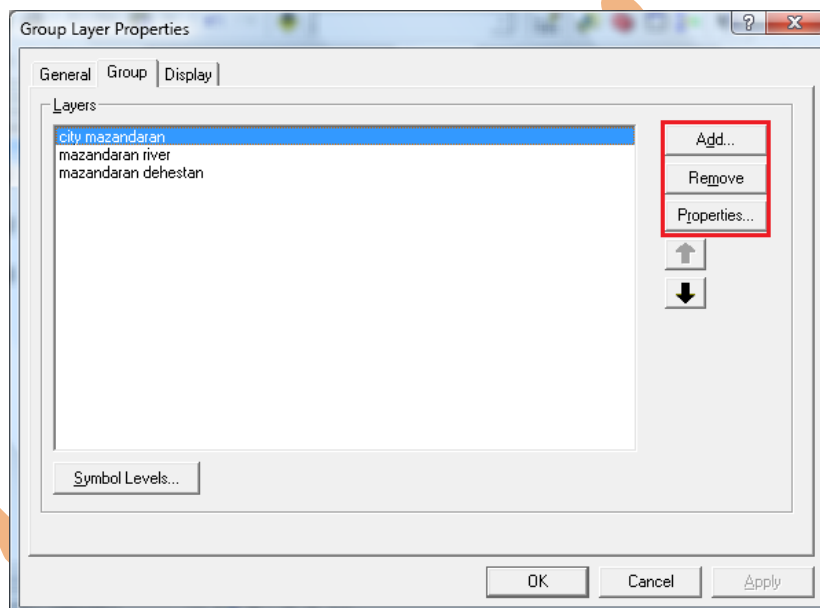 Group Layer Properties
General Group Display
Layers
city mazandaran
mazandaran river
mazandaran dehestan
Add...
Remove
Properties...
Symbol Levels...
OK Cancel Apply